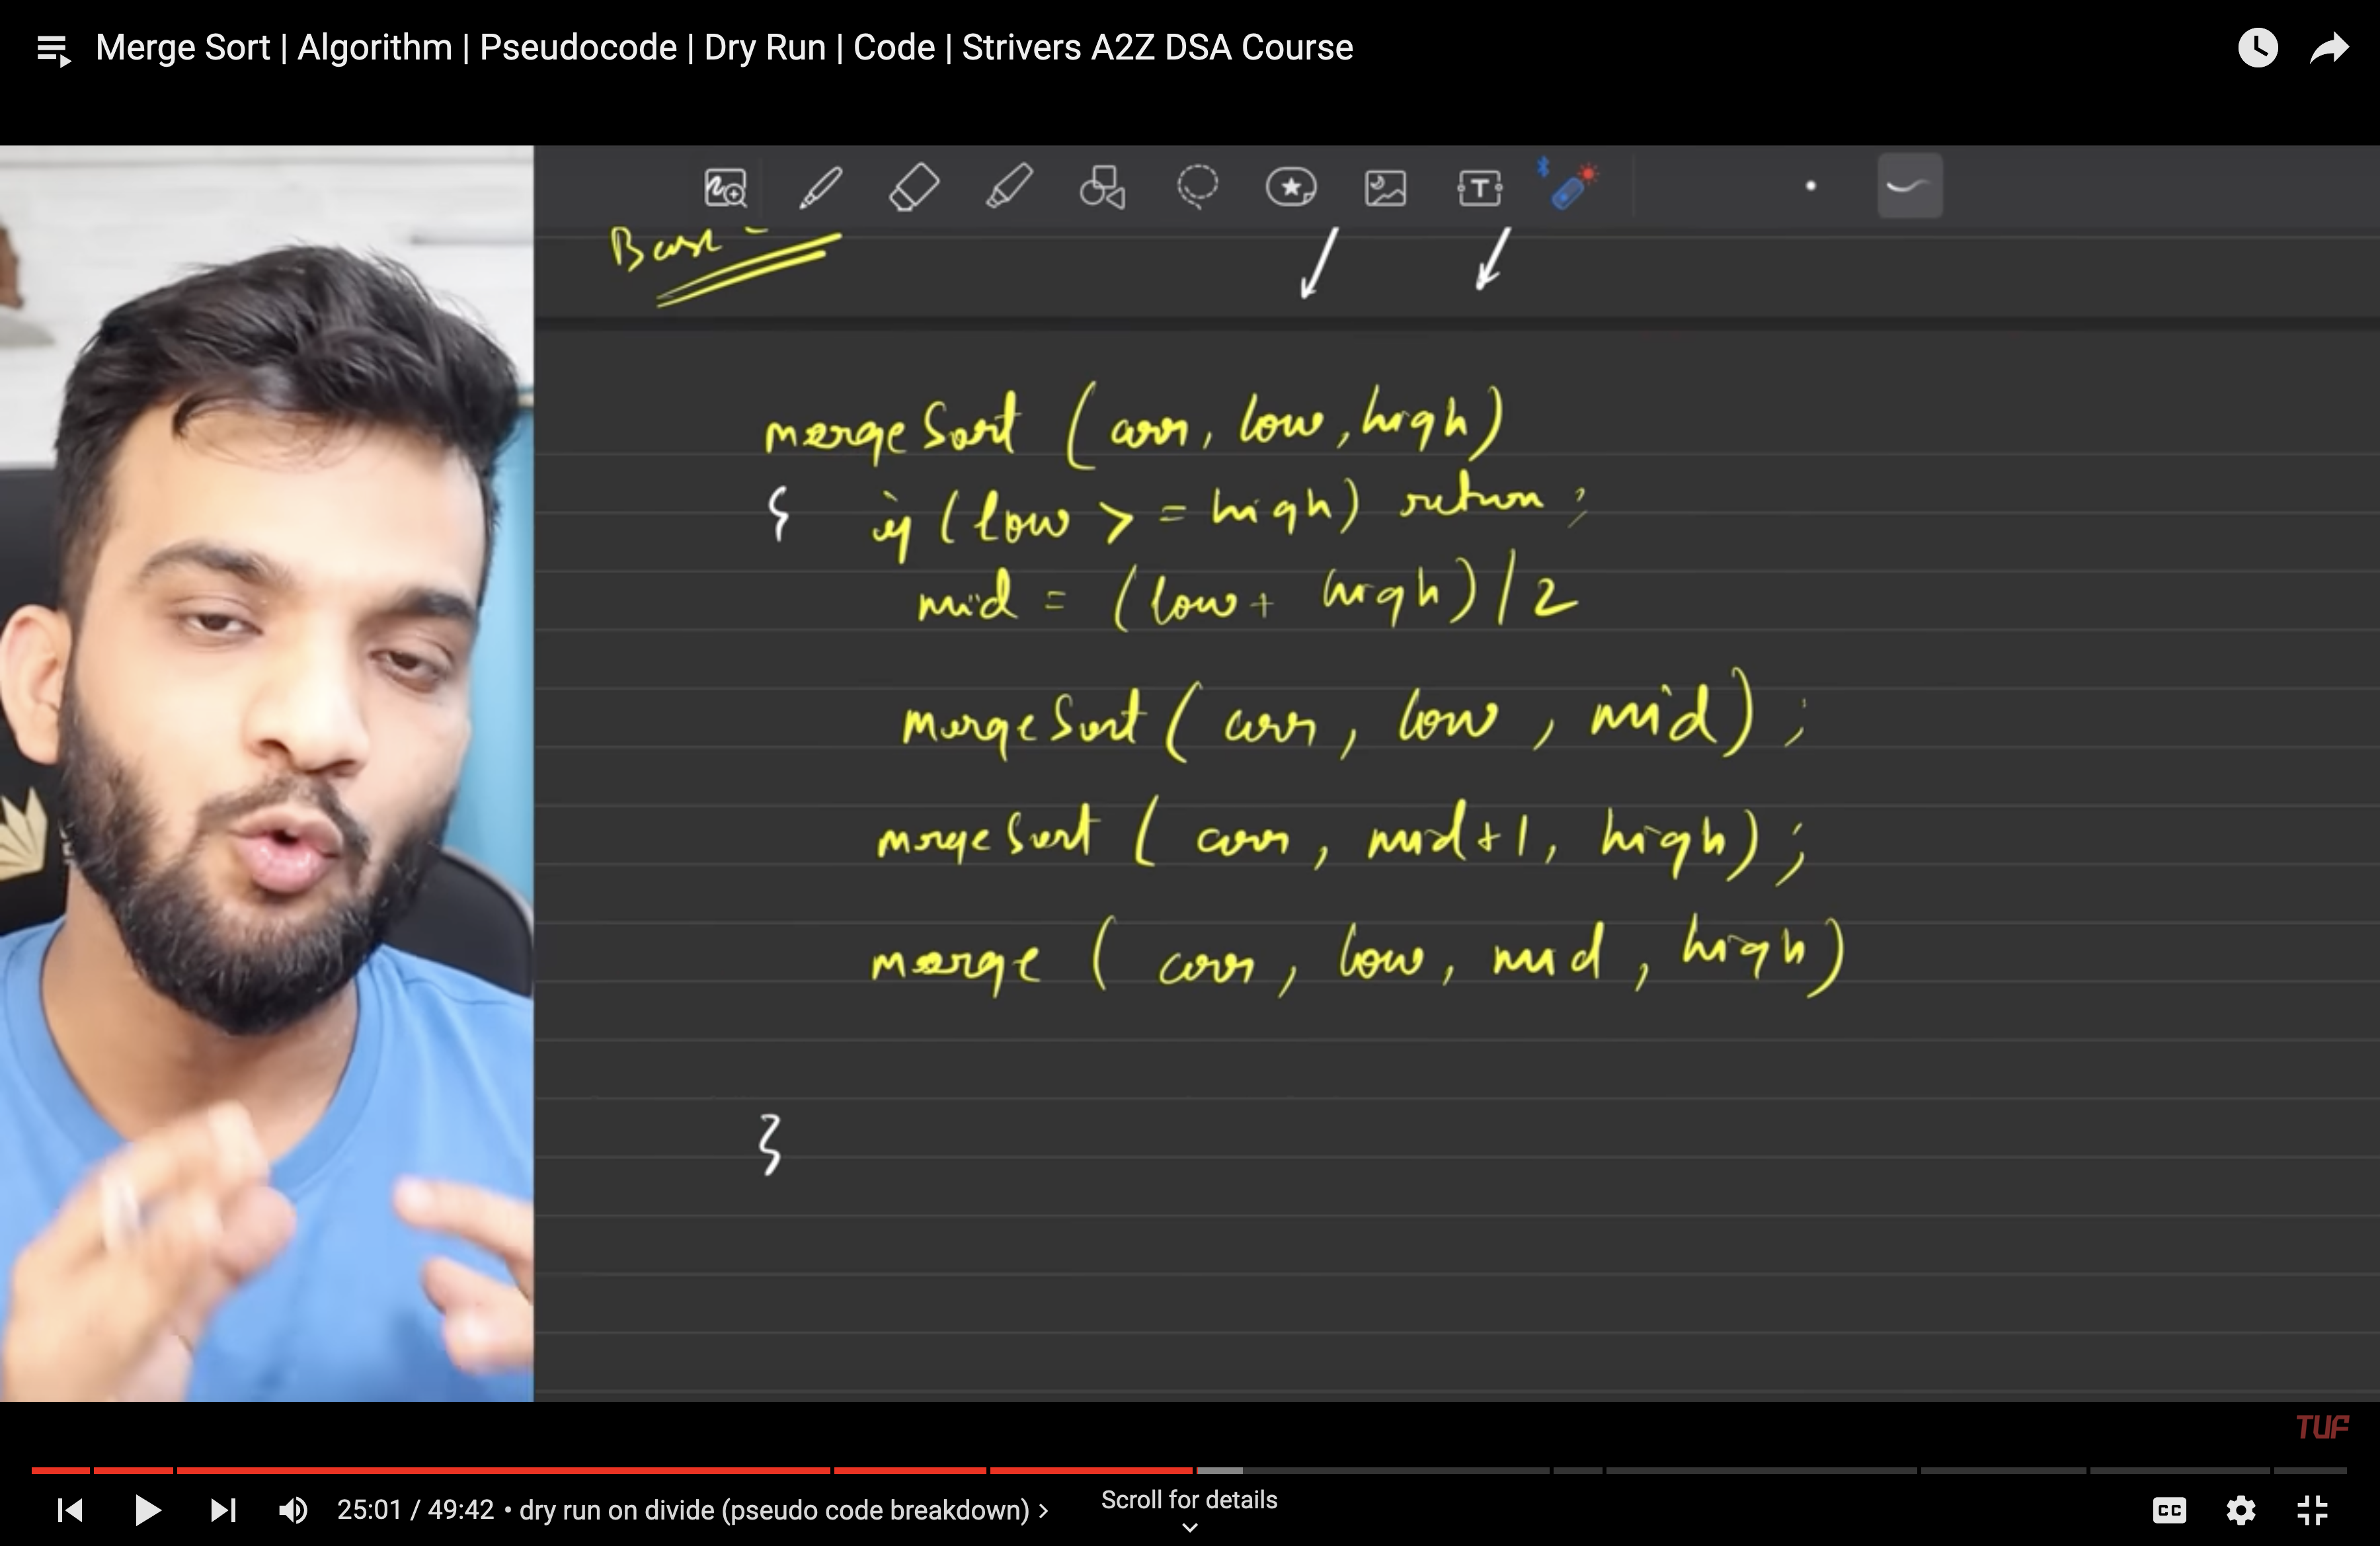 Merge Sort | Algorithm | Pseudocode | Dry Run | Code | Strivers A2Z DSA Course
mergeSort (arr, low, high)
{ if (low >= high) return;
mid = (low + high) / 2
mergeSort (arr, low, mid);
mergeSort (arr, mid+1, high);
merge (arr, low, mid, high)
}
TUF
25:01 / 49:42 • dry run on divide (pseudo code breakdown) >
Scroll for details
CC